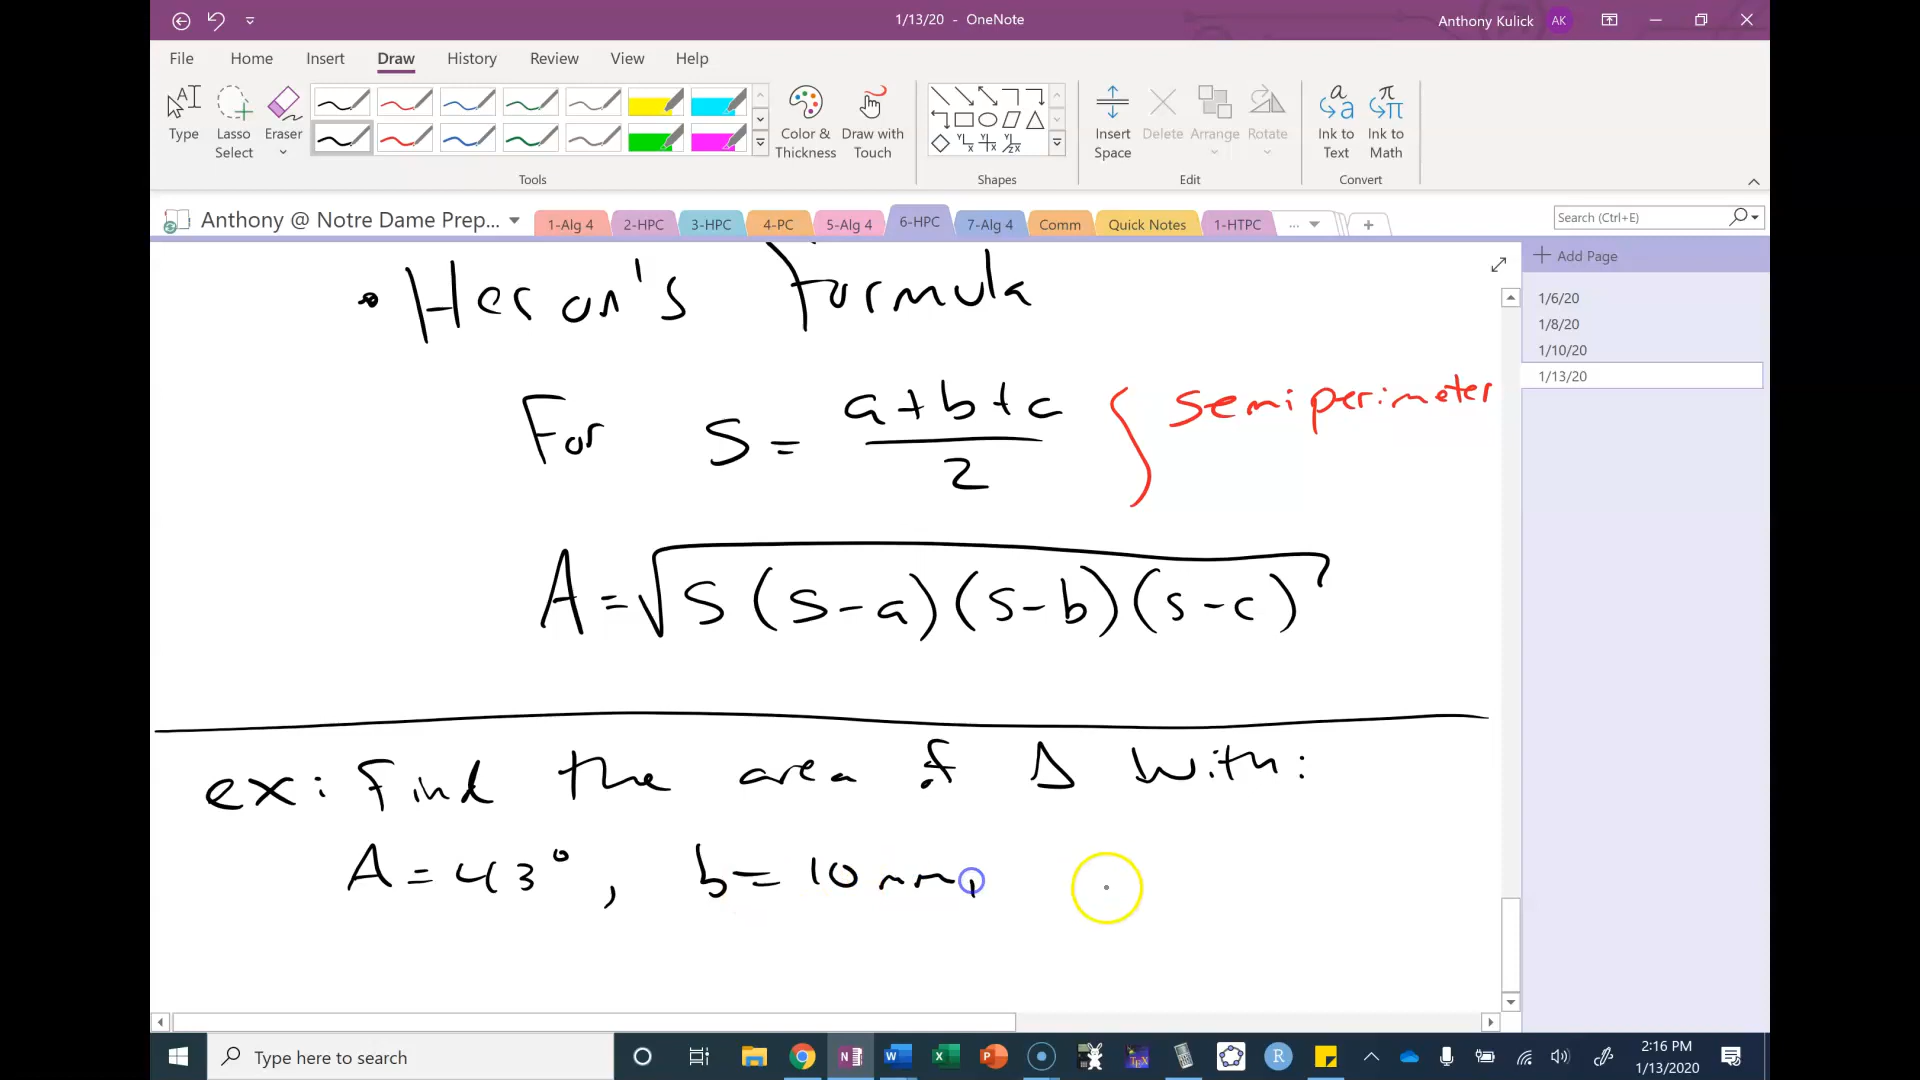 1/13/20 - OneNote
Anthony Kulick AK
File Home Insert Draw History Review View Help
Type Lasso Select Eraser Color & Thickness Draw with Touch Insert Space Delete Arrange Rotate Ink to Text Ink to Math
Tools Shapes Edit Convert
Anthony @ Notre Dame Prep... 1-Alg 4 2-HPC 3-HPC 4-PC 5-Alg 4 6-HPC 7-Alg 4 Comm Quick Notes 1-HTPC ... Search (Ctrl+E)
Add Page
1/6/20
1/8/20
1/10/20
1/13/20
• Heron's Formula
For S = a+b+c / 2 } semiperimeter
A = √S(S-a)(S-b)(S-c)
ex: Find the area of Δ with:
A = 43°, b = 10 mm,
Type here to search
2:16 PM
1/13/2020